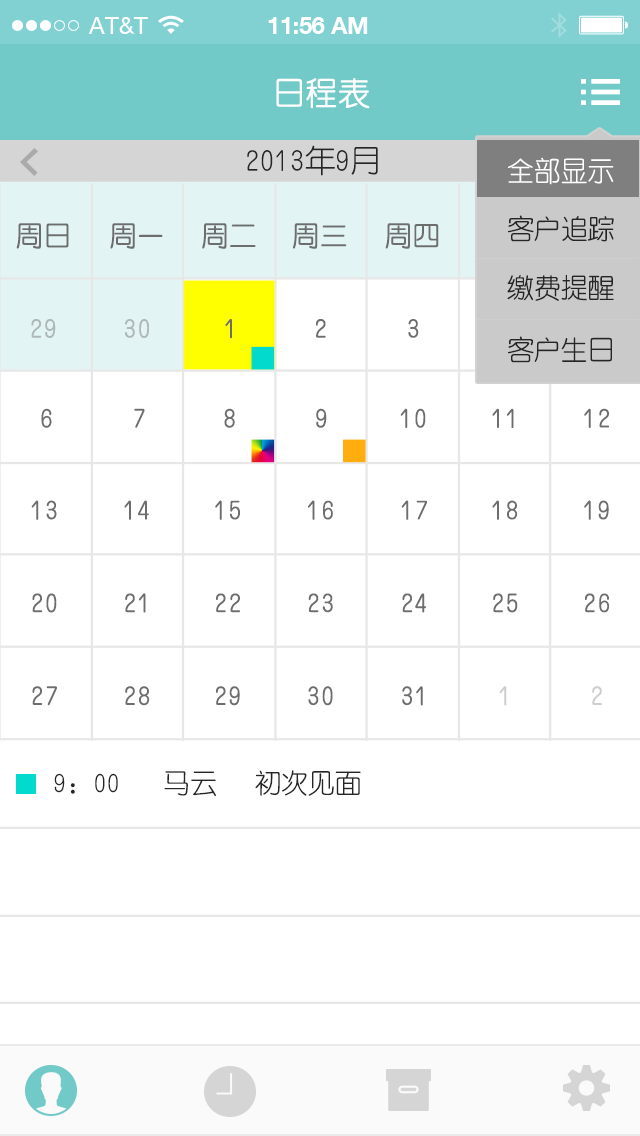 AT&T 11:56 AM
日程表
2013年9月
全部显示
客户追踪
缴费提醒
客户生日
周日 周一 周二 周三 周四
29 30 1 2 3
6 7 8 9 10 11 12
13 14 15 16 17 18 19
20 21 22 23 24 25 26
27 28 29 30 31 1 2
9：00 马云 初次见面